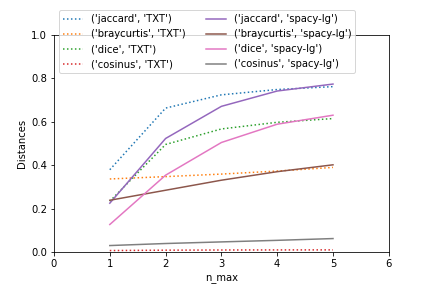 ('jaccard', 'TXT') ('jaccard', 'spacy-lg')
('braycurtis', 'TXT') ('braycurtis', 'spacy-lg')
('dice', 'TXT') ('dice', 'spacy-lg')
('cosinus', 'TXT') ('cosinus', 'spacy-lg')
1.0
0.8
0.6
0.4
0.2
0.0
Distances
0 1 2 3 4 5 6
n_max